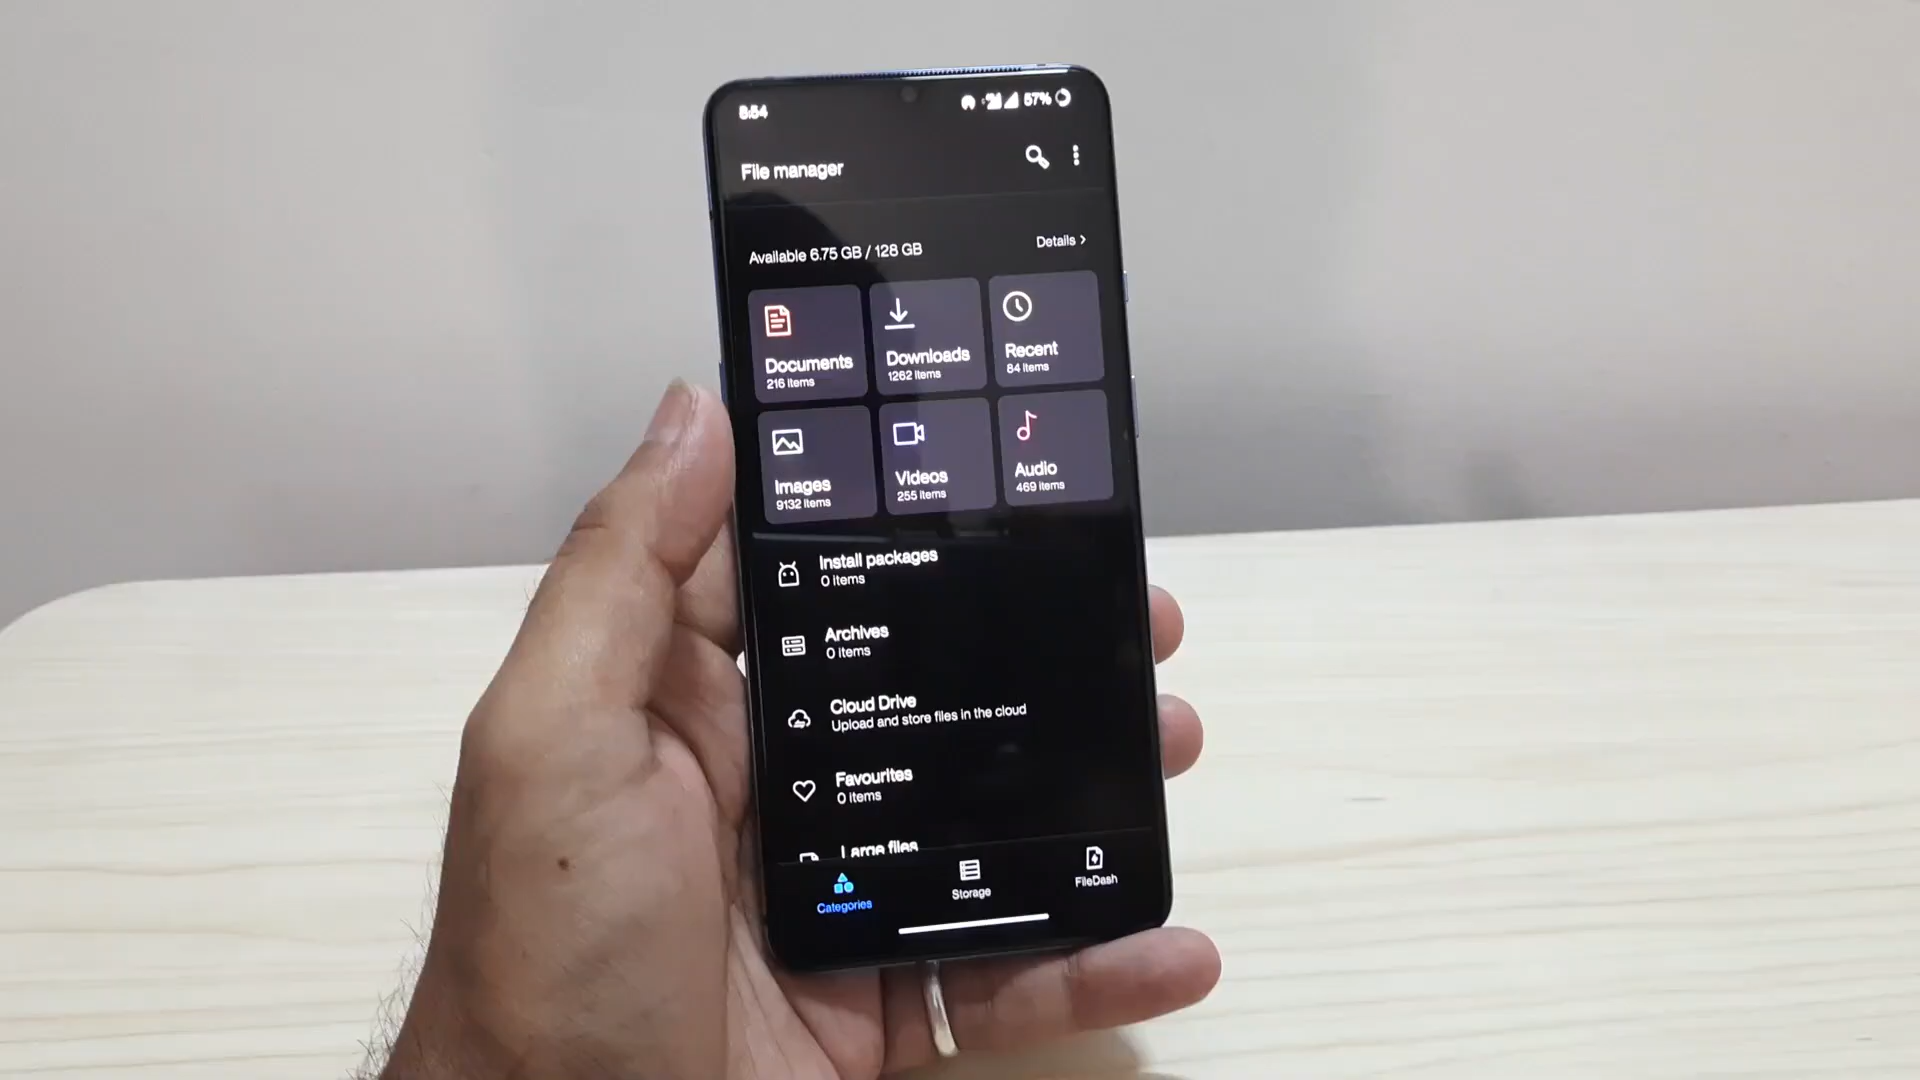 8:54
57%
File manager
Available 6.75 GB / 128 GB
Details >
Documents
216 items
Downloads
1262 items
Recent
84 items
Images
9132 items
Videos
255 items
Audio
469 items
Install packages
0 items
Archives
0 items
Cloud Drive
Upload and store files in the cloud
Favourites
0 items
Large files
Categories
Storage
FileDash